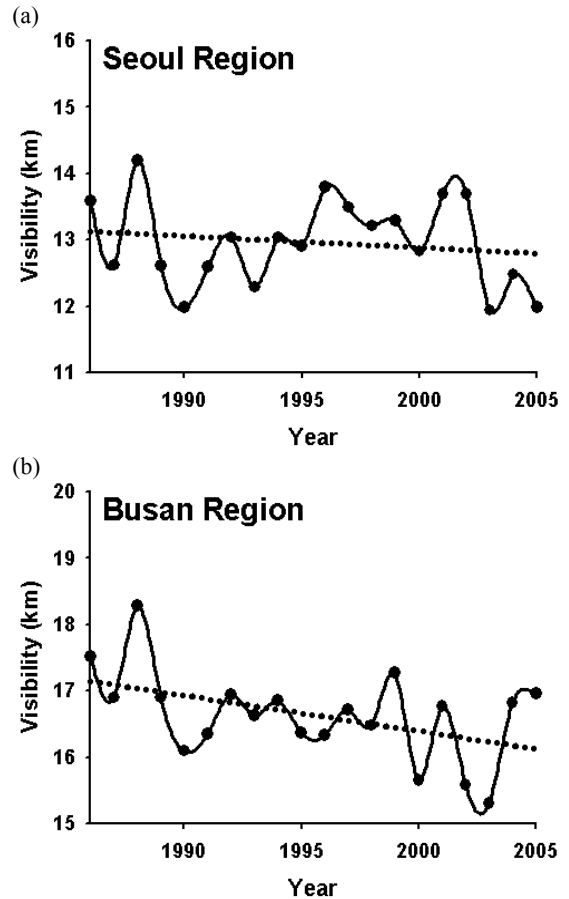 (a)
16
Seoul Region
15
14
13
12
11
Visibility (km)
1990 1995 2000 2005
Year
(b)
20
Busan Region
19
18
17
16
15
Visibility (km)
1990 1995 2000 2005
Year